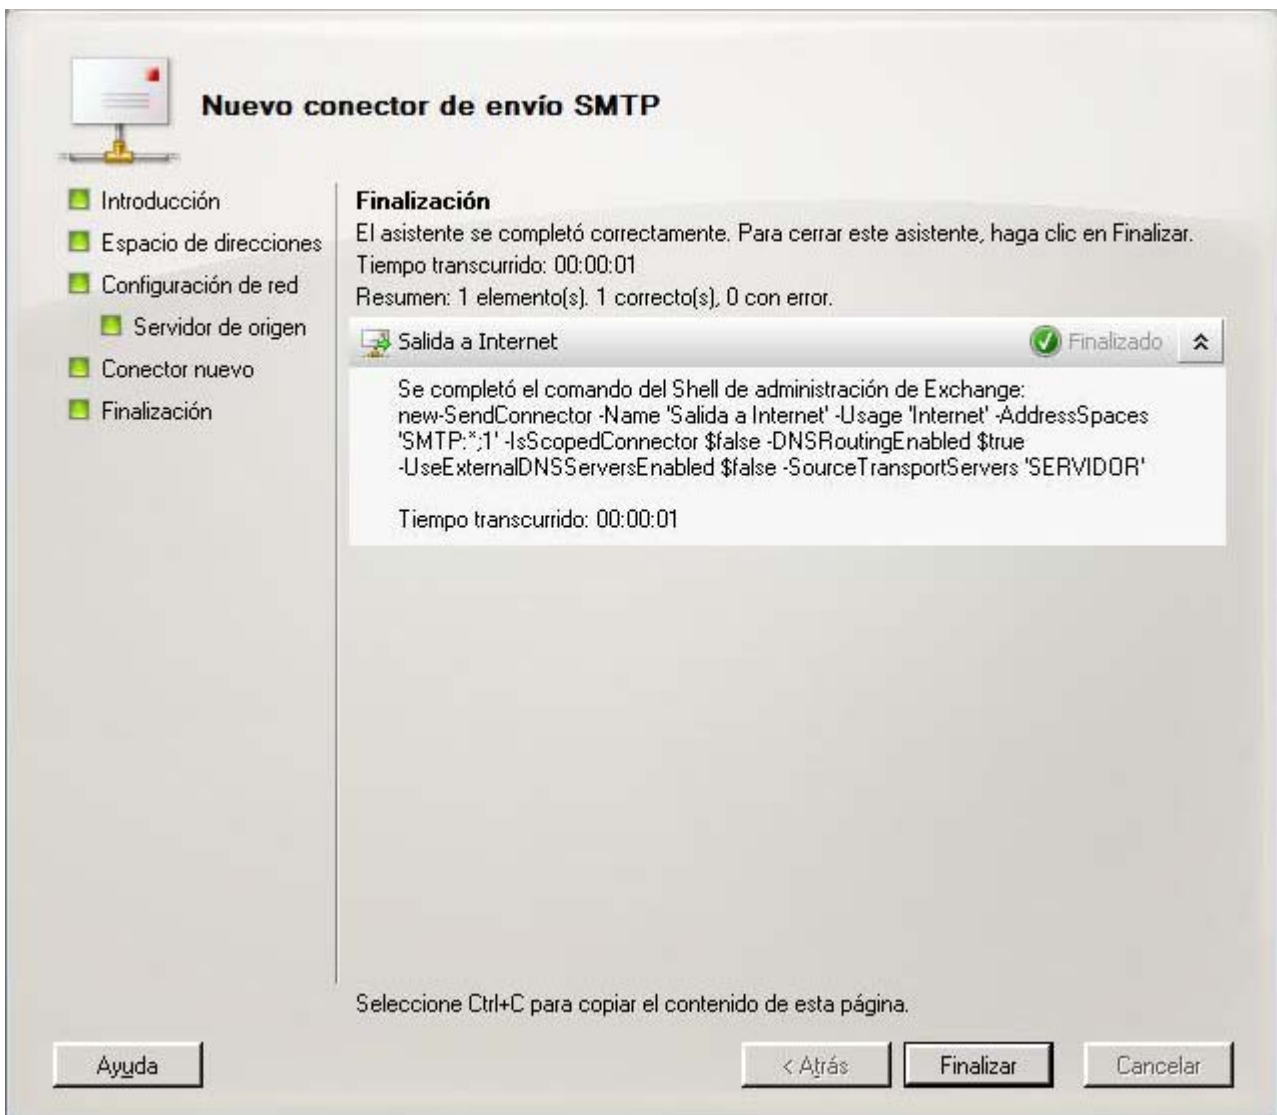 Nuevo conector de envío SMTP
Introducción
Espacio de direcciones
Configuración de red
Servidor de origen
Conector nuevo
Finalización
Finalización
El asistente se completó correctamente. Para cerrar este asistente, haga clic en Finalizar.
Tiempo transcurrido: 00:00:01
Resumen: 1 elemento(s). 1 correcto(s), 0 con error.
Salida a Internet
Finalizado
Se completó el comando del Shell de administración de Exchange:
new-SendConnector -Name 'Salida a Internet' -Usage 'Internet' -AddressSpaces
'SMTP:*;1' -IsScopedConnector $false -DNSRoutingEnabled $true
-UseExternalDNSServersEnabled $false -SourceTransportServers 'SERVIDOR'
Tiempo transcurrido: 00:00:01
Seleccione Ctrl+C para copiar el contenido de esta página.
Ayuda
< Atrás
Finalizar
Cancelar